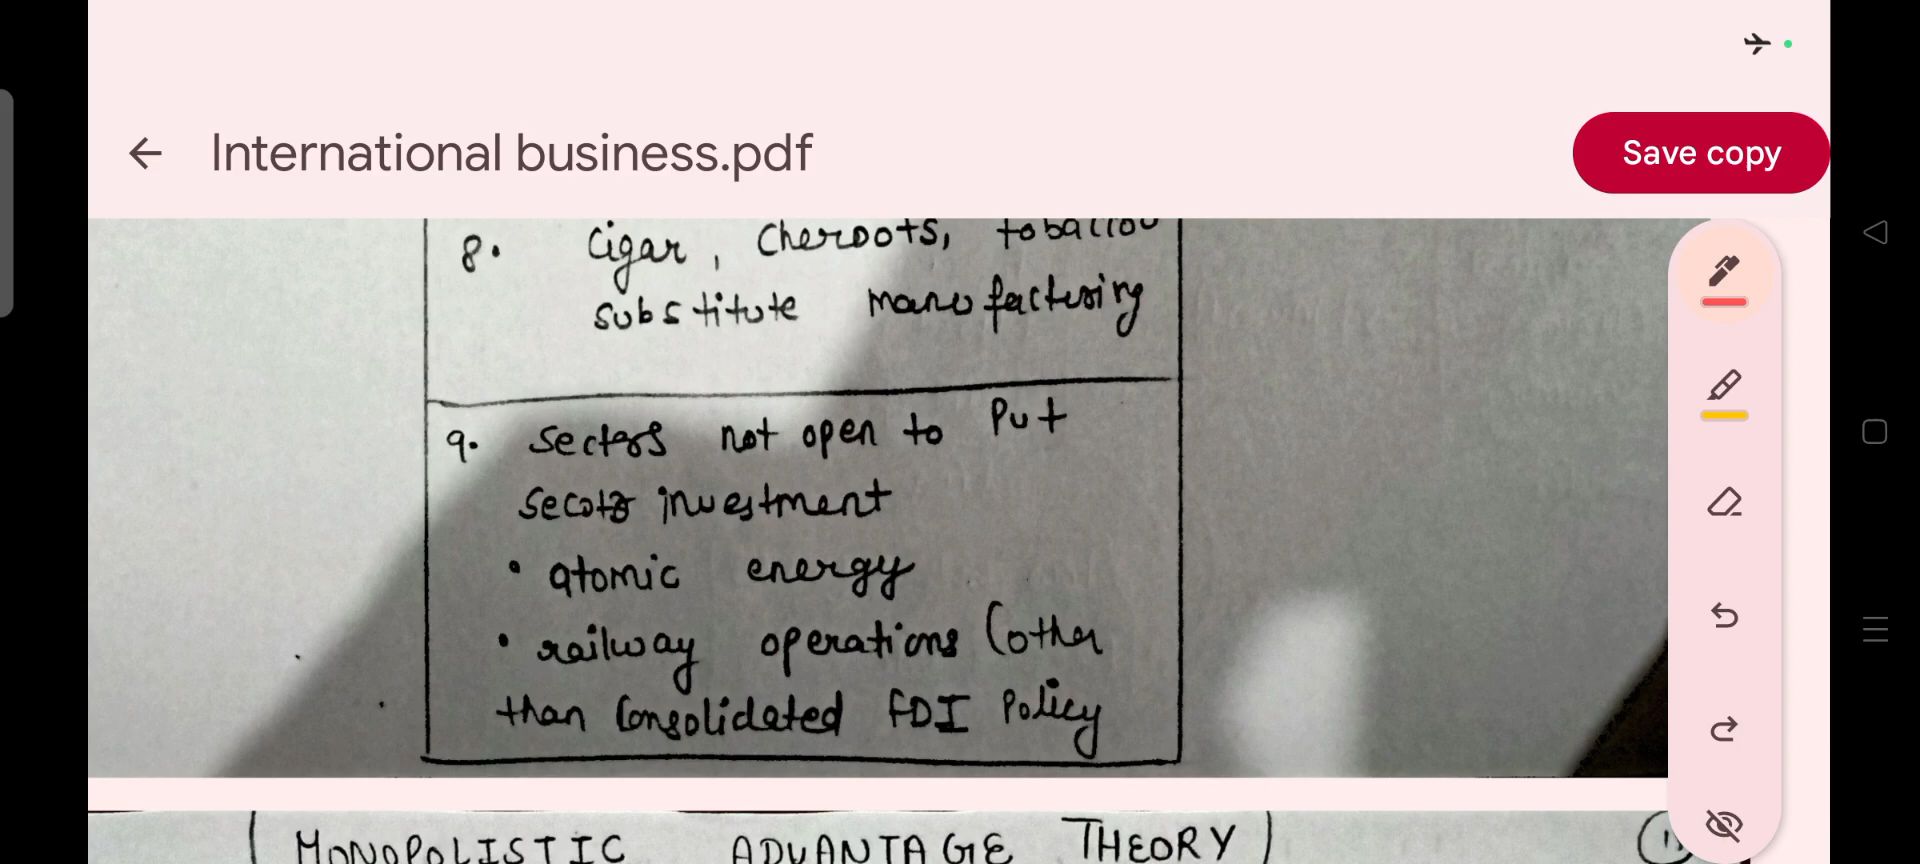 International business.pdf
Save copy
8. Cigar, Cheroots, tobaccou
substitute manufacturing
9. Sectors not open to Put
Secotr investment
• atomic energy
• railway operations (other
than Consolidated FDI Policy
MONOPOLISTIC ADVANTAGE THEORY